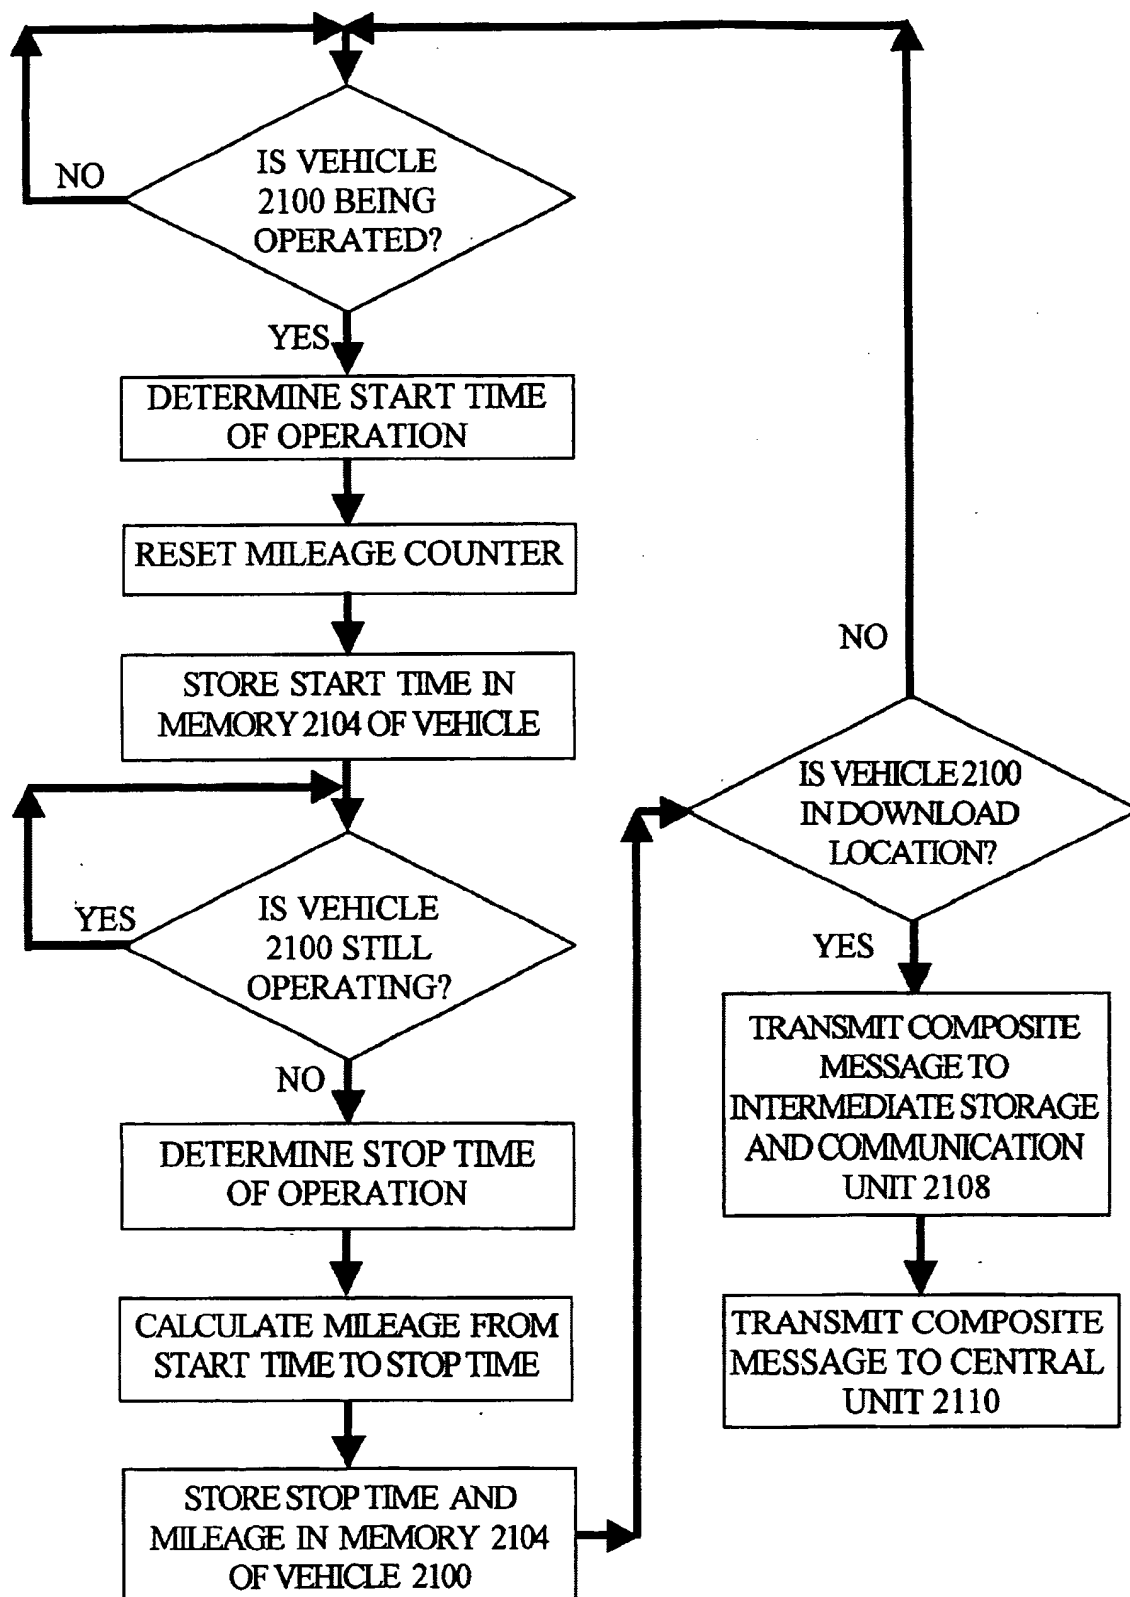 NO
IS VEHICLE
2100 BEING
OPERATED?
YES
DETERMINE START TIME
OF OPERATION
RESET MILEAGE COUNTER
STORE START TIME IN
MEMORY 2104 OF VEHICLE
YES
IS VEHICLE
2100 STILL
OPERATING?
NO
DETERMINE STOP TIME
OF OPERATION
CALCULATE MILEAGE FROM
START TIME TO STOP TIME
STORE STOP TIME AND
MILEAGE IN MEMORY 2104
OF VEHICLE 2100
NO
IS VEHICLE 2100
IN DOWNLOAD
LOCATION?
YES
TRANSMIT COMPOSITE
MESSAGE TO
INTERMEDIATE STORAGE
AND COMMUNICATION
UNIT 2108
TRANSMIT COMPOSITE
MESSAGE TO CENTRAL
UNIT 2110